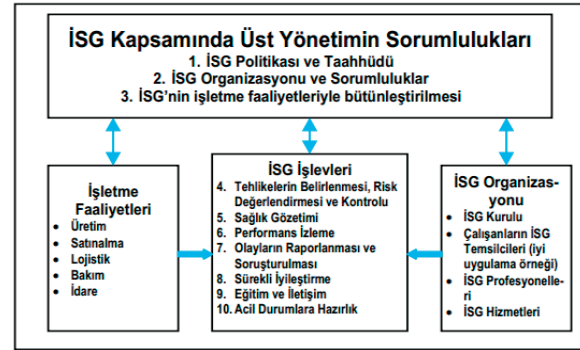 İSG Kapsamında Üst Yönetimin Sorumlulukları
1. İSG Politikası ve Taahhüdü
2. İSG Organizasyonu ve Sorumluluklar
3. İSG'nin işletme faaliyetleriyle bütünleştirilmesi
İşletme
Faaliyetleri
• Üretim
• Satınalma
• Lojistik
• Bakım
• İdare
İSG İşlevleri
4. Tehlikelerin Belirlenmesi, Risk
Değerlendirmesi ve Kontrolu
5. Sağlık Gözetimi
6. Performans İzleme
7. Olayların Raporlanması ve
Soruşturulması
8. Sürekli İyileştirme
9. Eğitim ve İletişim
10. Acil Durumlara Hazırlık
İSG Organizas-
yonu
• İSG Kurulu
• Çalışanların İSG
Temsilcileri (iyi
uygulama örneği)
• İSG Profesyonelle-
ri
• İSG Hizmetleri